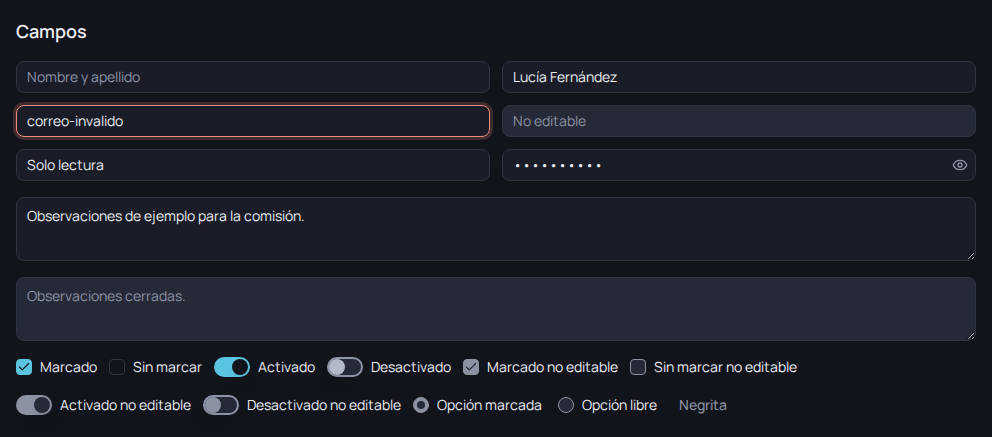 Campos
Nombre y apellido
Lucía Fernández
correo-invalido
No editable
Solo lectura
••••••••••
Observaciones de ejemplo para la comisión.
Observaciones cerradas.
Marcado Sin marcar Activado Desactivado Marcado no editable Sin marcar no editable
Activado no editable Desactivado no editable Opción marcada Opción libre Negrita